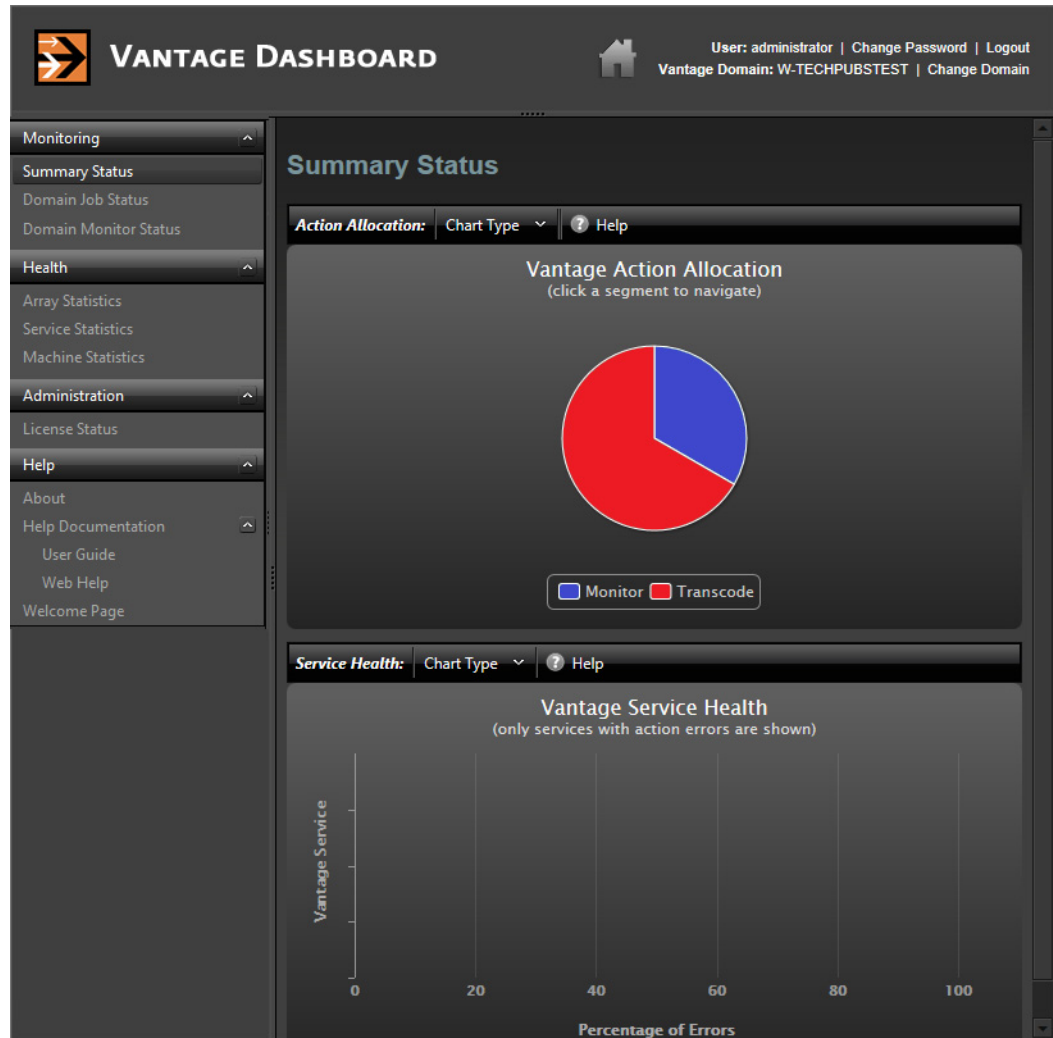 VANTAGE DASHBOARD
User: administrator | Change Password | Logout
Vantage Domain: W-TECHPUBSTEST | Change Domain
Monitoring
Summary Status
Domain Job Status
Domain Monitor Status
Health
Array Statistics
Service Statistics
Machine Statistics
Administration
License Status
Help
About
Help Documentation
User Guide
Web Help
Welcome Page
Summary Status
Action Allocation: Chart Type ? Help
Vantage Action Allocation
(click a segment to navigate)
Monitor Transcode
Service Health: Chart Type ? Help
Vantage Service Health
(only services with action errors are shown)
Vantage Service
0 20 40 60 80 100
Percentage of Errors